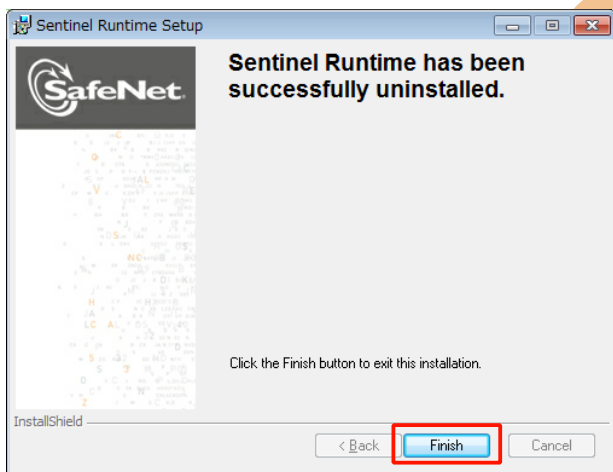 Sentinel Runtime Setup
SafeNet.
Sentinel Runtime has been
successfully uninstalled.
Click the Finish button to exit this installation.
InstallShield
< Back
Finish
Cancel